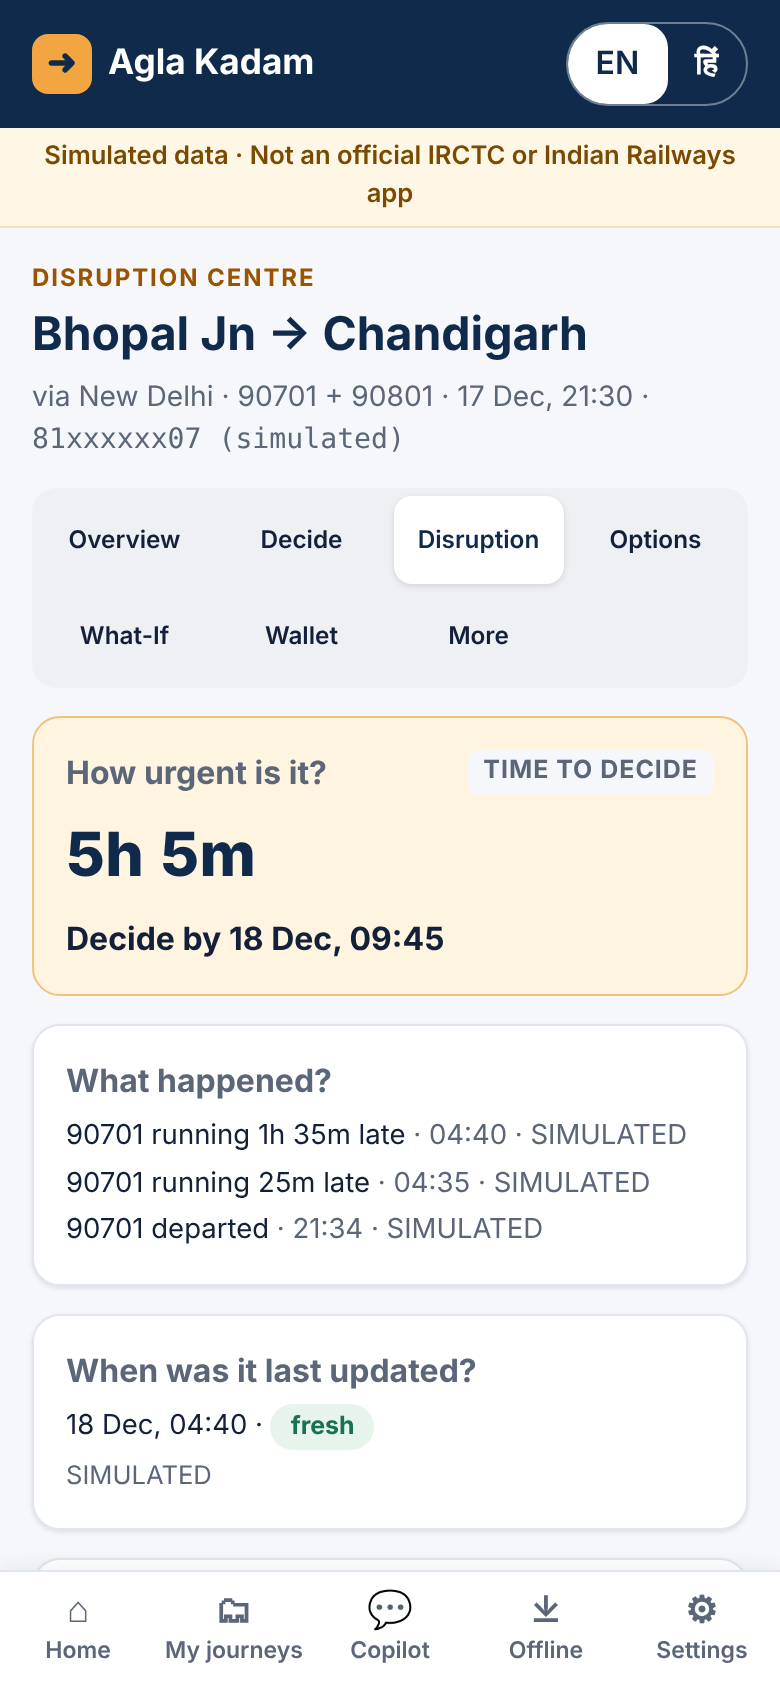 Agla Kadam
EN
हिं
Simulated data · Not an official IRCTC or Indian Railways
app
DISRUPTION CENTRE
Bhopal Jn → Chandigarh
via New Delhi · 90701 + 90801 · 17 Dec, 21:30 ·
81xxxxxx07 (simulated)
Overview Decide Disruption Options
What-If Wallet More
How urgent is it?
TIME TO DECIDE
5h 5m
Decide by 18 Dec, 09:45
What happened?
90701 running 1h 35m late · 04:40 · SIMULATED
90701 running 25m late · 04:35 · SIMULATED
90701 departed · 21:34 · SIMULATED
When was it last updated?
18 Dec, 04:40 · fresh
SIMULATED
Home My journeys Copilot Offline Settings